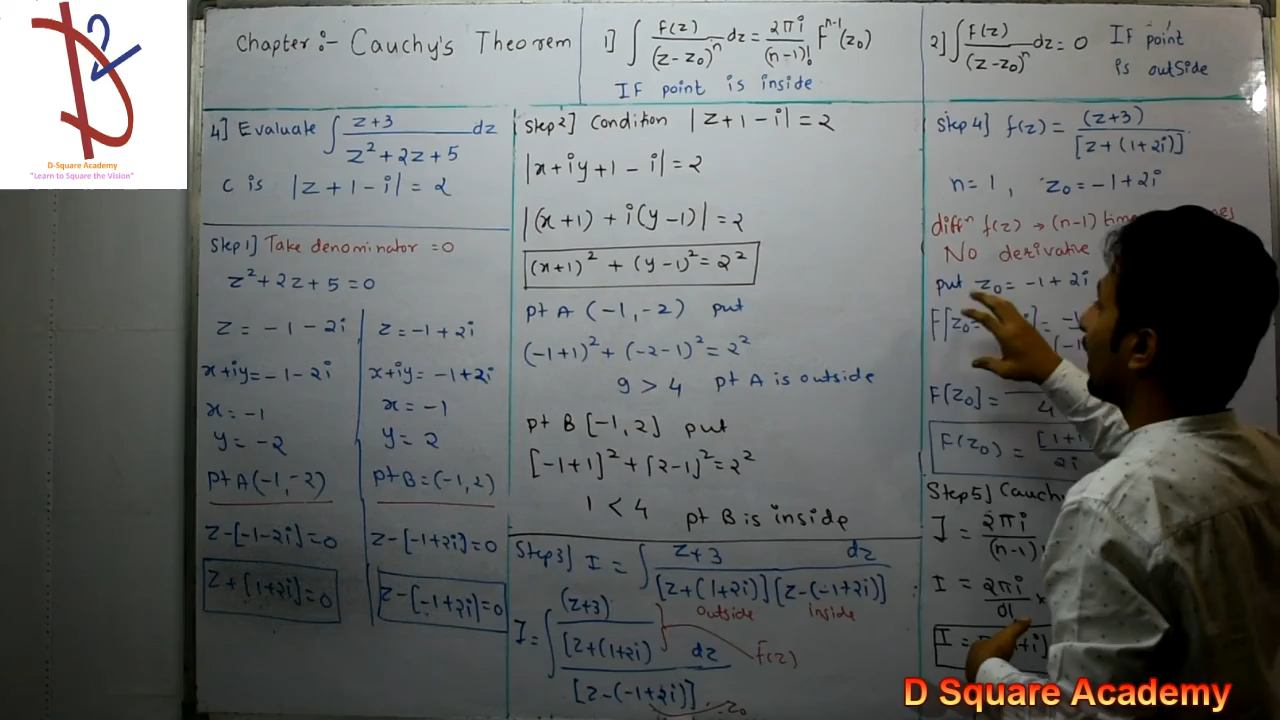 D-Square Academy
"Learn to Square the Vision"
Chapter :- Cauchy's Theorem
1] ∫ f(z)/(z-z₀)ⁿ dz = 2πi/(n-1)! Fⁿ⁻¹(z₀)
IF point is inside
2] ∫ f(z)/(z-z₀)ⁿ dz = 0 IF point
is outSide
4] Evaluate ∫ z+3/z²+2z+5 dz
C is |z+1-i| = 2
Step 1] Take denominator = 0
z²+2z+5 = 0
z = -1-2i
x+iy = -1-2i
x = -1
y = -2
pt A(-1,-2)
z-[-1-2i] = 0
z+(1+2i) = 0
z = -1+2i
x+iy = -1+2i
x = -1
y = 2
pt B = (-1,2)
z-[-1+2i] = 0
z-[-1+2i] = 0
Step 2] Condition |z+1-i| = 2
|x+iy+1-i| = 2
|(x+1)+i(y-1)| = 2
(x+1)²+(y-1)² = 2²
pt A (-1,-2) put
(-1+1)²+(-2-1)² = 2²
9 > 4 pt A is outside
pt B [-1,2] put
[-1+1]²+[2-1]² = 2²
1 < 4 pt B is inside
Step 3] I = ∫ z+3 dz/[z+(1+2i)][z-(-1+2i)]
outside inside
I = ∫ (z+3)/[z+(1+2i)] dz/[z-(-1+2i)]
f(z)
z₀
Step 4] f(z) = (z+3)/[z+(1+2i)]
n = 1, z₀ = -1+2i
diffⁿ f(z) → (n-1)
No derivative
put z₀ = -1+2i
F(z₀) =
F(z₀) = [1+i/2i
Step 5]
I = 2πi/(n-1)
I = 2πi/0! ×
I =
D Square Academy